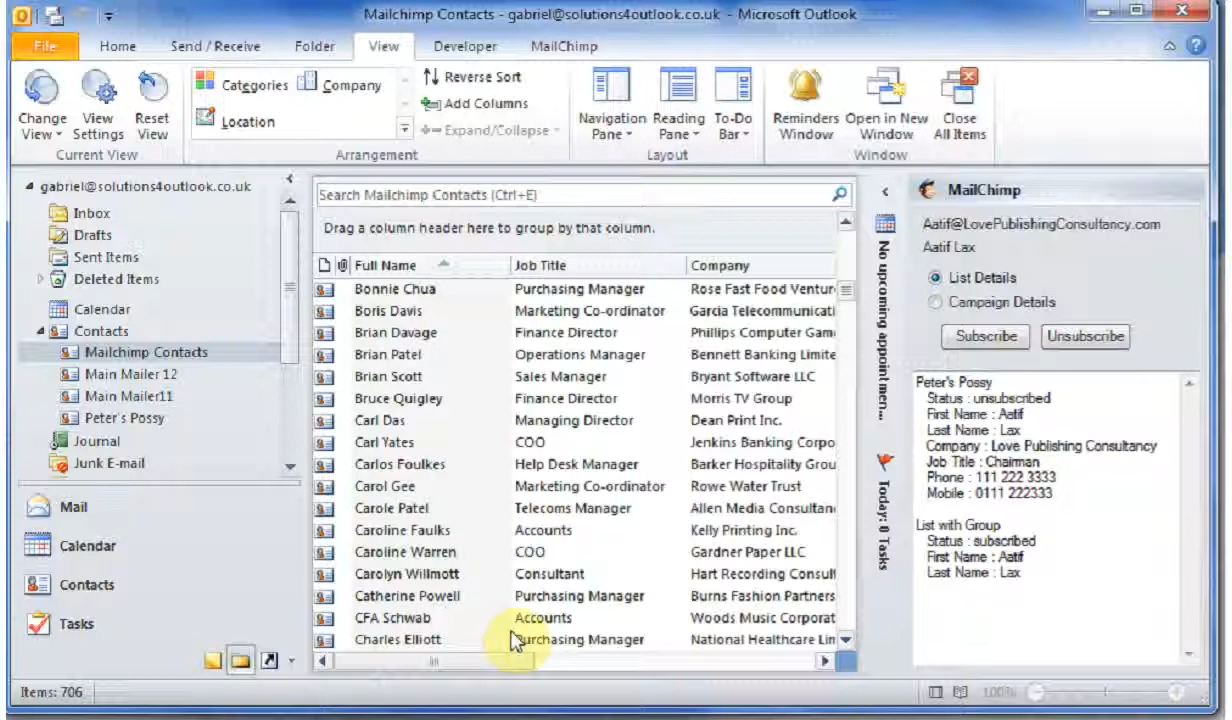 Mailchimp Contacts - gabriel@solutions4outlook.co.uk - Microsoft Outlook
File Home Send / Receive Folder View Developer MailChimp
Change View View Settings Reset View
Current View
Categories Company
Location
Reverse Sort
Add Columns
Expand/Collapse
Arrangement
Navigation Pane Reading Pane To-Do Bar
Layout
Reminders Window Open in New Window Close All Items
Window
gabriel@solutions4outlook.co.uk
Inbox
Drafts
Sent Items
Deleted Items
Calendar
Contacts
Mailchimp Contacts
Main Mailer 12
Main Mailer11
Peter's Possy
Journal
Junk E-mail
Mail
Calendar
Contacts
Tasks
Search Mailchimp Contacts (Ctrl+E)
Drag a column header here to group by that column.
Full Name Job Title Company
Bonnie Chua Purchasing Manager Rose Fast Food Ventur
Boris Davis Marketing Co-ordinator Garcia Telecommunicati
Brian Davage Finance Director Phillips Computer Gam
Brian Patel Operations Manager Bennett Banking Limite
Brian Scott Sales Manager Bryant Software LLC
Bruce Quigley Finance Director Morris TV Group
Carl Das Managing Director Dean Print Inc.
Carl Yates COO Jenkins Banking Corpo
Carlos Foulkes Help Desk Manager Barker Hospitality Grou
Carol Gee Marketing Co-ordinator Rowe Water Trust
Carole Patel Telecoms Manager Allen Media Consultan
Caroline Faulks Accounts Kelly Printing Inc.
Caroline Warren COO Gardner Paper LLC
Carolyn Willmott Consultant Hart Recording Consult
Catherine Powell Purchasing Manager Burns Fashion Partners
CFA Schwab Accounts Woods Music Corporat
Charles Elliott Purchasing Manager National Healthcare Lim
No upcoming appointmen...
Today: 0 Tasks
MailChimp
Aatif@LovePublishingConsultancy.com
Aatif Lax
List Details
Campaign Details
Subscribe Unsubscribe
Peter's Possy
Status : unsubscribed
First Name : Aatif
Last Name : Lax
Company : Love Publishing Consultancy
Job Title : Chairman
Phone : 111 222 3333
Mobile : 0111 222333
List with Group
Status : subscribed
First Name : Aatif
Last Name : Lax
Items: 706
100%